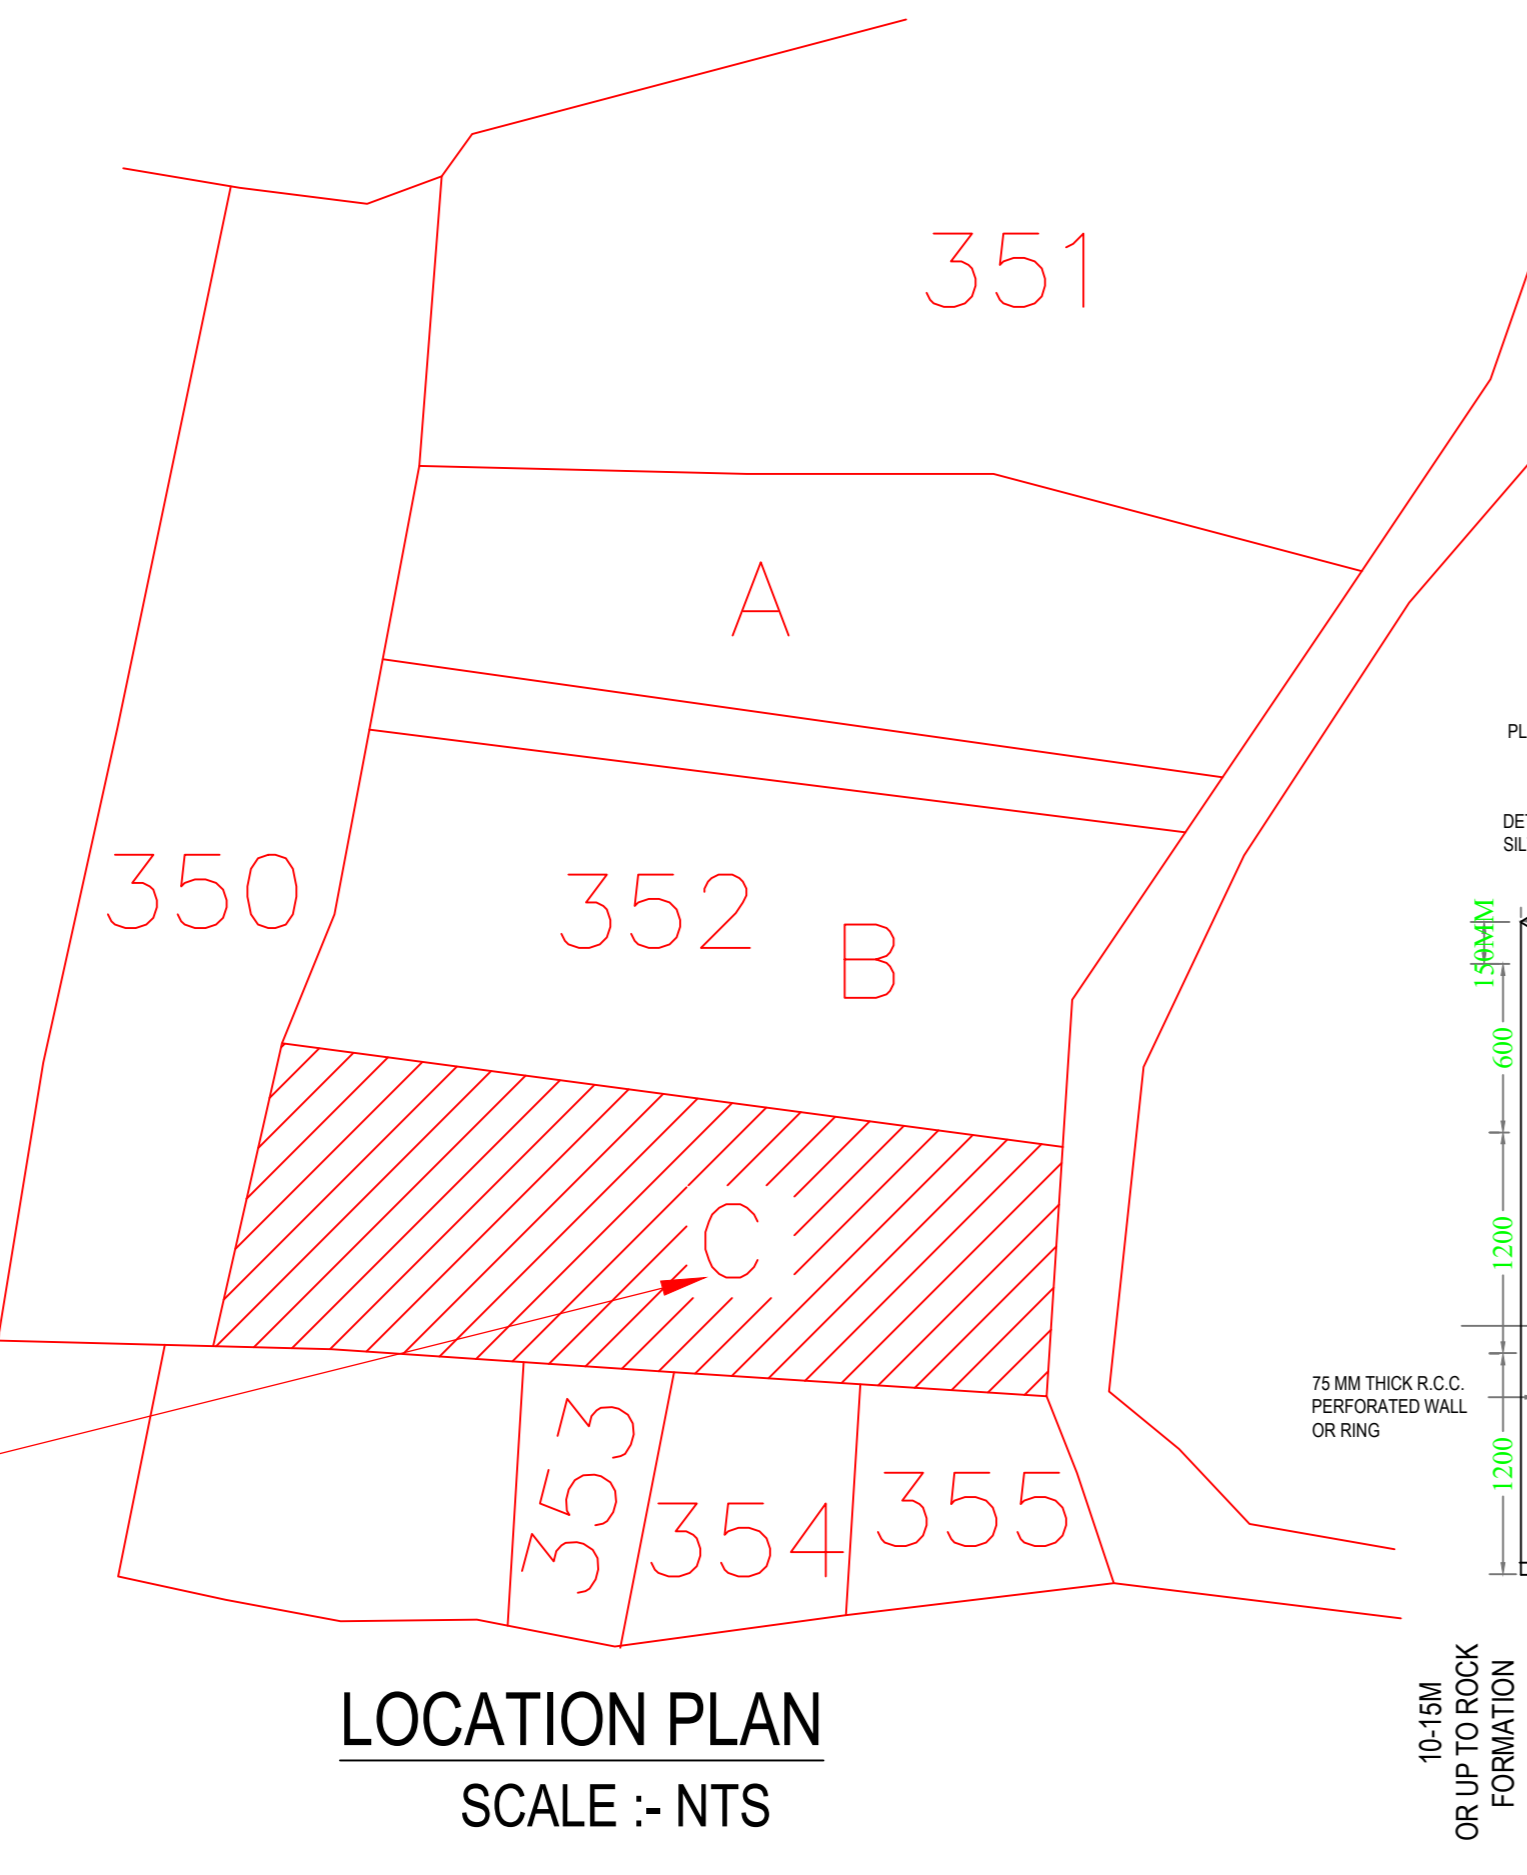 351
A
350
352
B
C
353
354
355
LOCATION PLAN
SCALE :- NTS
PL
DE
SIL
150MM
600
1200
75 MM THICK R.C.C.
PERFORATED WALL
OR RING
1200
10-15M
OR UP TO ROCK
FORMATION